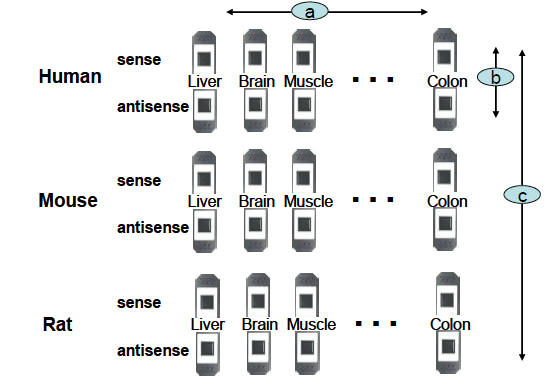 a
sense
Human
Liver Brain Muscle ... Colon
b
antisense
sense
Mouse
Liver Brain Muscle ... Colon
c
antisense
sense
Rat
Liver Brain Muscle ... Colon
antisense